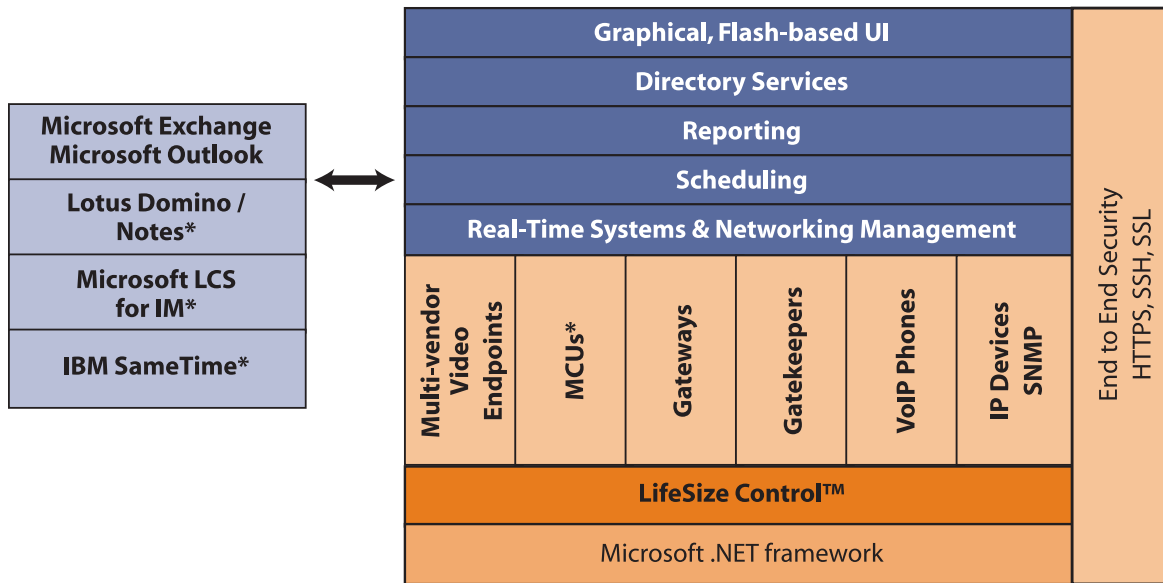 Microsoft Exchange
Microsoft Outlook
Lotus Domino /
Notes*
Microsoft LCS
for IM*
IBM SameTime*
Graphical, Flash-based UI
Directory Services
Reporting
Scheduling
Real-Time Systems & Networking Management
Multi-vendor
Video
Endpoints
MCUs*
Gateways
Gatekeepers
VoIP Phones
IP Devices
SNMP
LifeSize Control™
Microsoft .NET framework
End to End Security
HTTPS, SSH, SSL